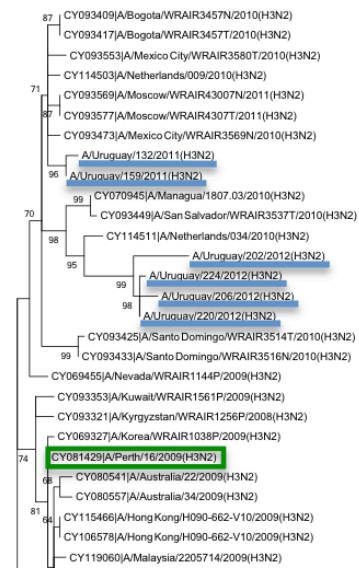 87
CY093409|A/Bogota/WRAIR3457N/2010(H3N2)
CY093417|A/Bogota/WRAIR3457T/2010(H3N2)
CY093553|A/Mexico City/WRAIR3580T/2010(H3N2)
CY114503|A/Netherlands/009/2010(H3N2)
71
CY093569|A/Moscow/WRAIR43007N/2011(H3N2)
87
CY093577|A/Moscow/WRAIR4307T/2011(H3N2)
CY093473|A/Mexico City/WRAIR3569N/2010(H3N2)
A/Uruguay/132/2011(H3N2)
96
A/Uruguay/159/2011(H3N2)
99
CY070945|A/Managua/1807.03/2010(H3N2)
70
CY093449|A/San Salvador/WRAIR3537T/2010(H3N2)
98
CY114511|A/Netherlands/034/2010(H3N2)
95
A/Uruguay/202/2012(H3N2)
99
A/Uruguay/224/2012(H3N2)
A/Uruguay/206/2012(H3N2)
98
A/Uruguay/220/2012(H3N2)
CY093425|A/Santo Domingo/WRAIR3514T/2010(H3N2)
99
CY093433|A/Santo Domingo/WRAIR3516N/2010(H3N2)
CY069455|A/Nevada/WRAIR1144P/2009(H3N2)
CY093353|A/Kuwait/WRAIR1561P/2009(H3N2)
CY093321|A/Kyrgyzstan/WRAIR1256P/2008(H3N2)
CY069327|A/Korea/WRAIR1038P/2009(H3N2)
74
CY081429|A/Perth/16/2009(H3N2)
68
CY080541|A/Australia/22/2009(H3N2)
CY080557|A/Australia/34/2009(H3N2)
81
64
CY115466|A/Hong Kong/H090-662-V10/2009(H3N2)
CY106578|A/Hong Kong/H090-662-V10/2009(H3N2)
CY119060|A/Malaysia/2205714/2009(H3N2)